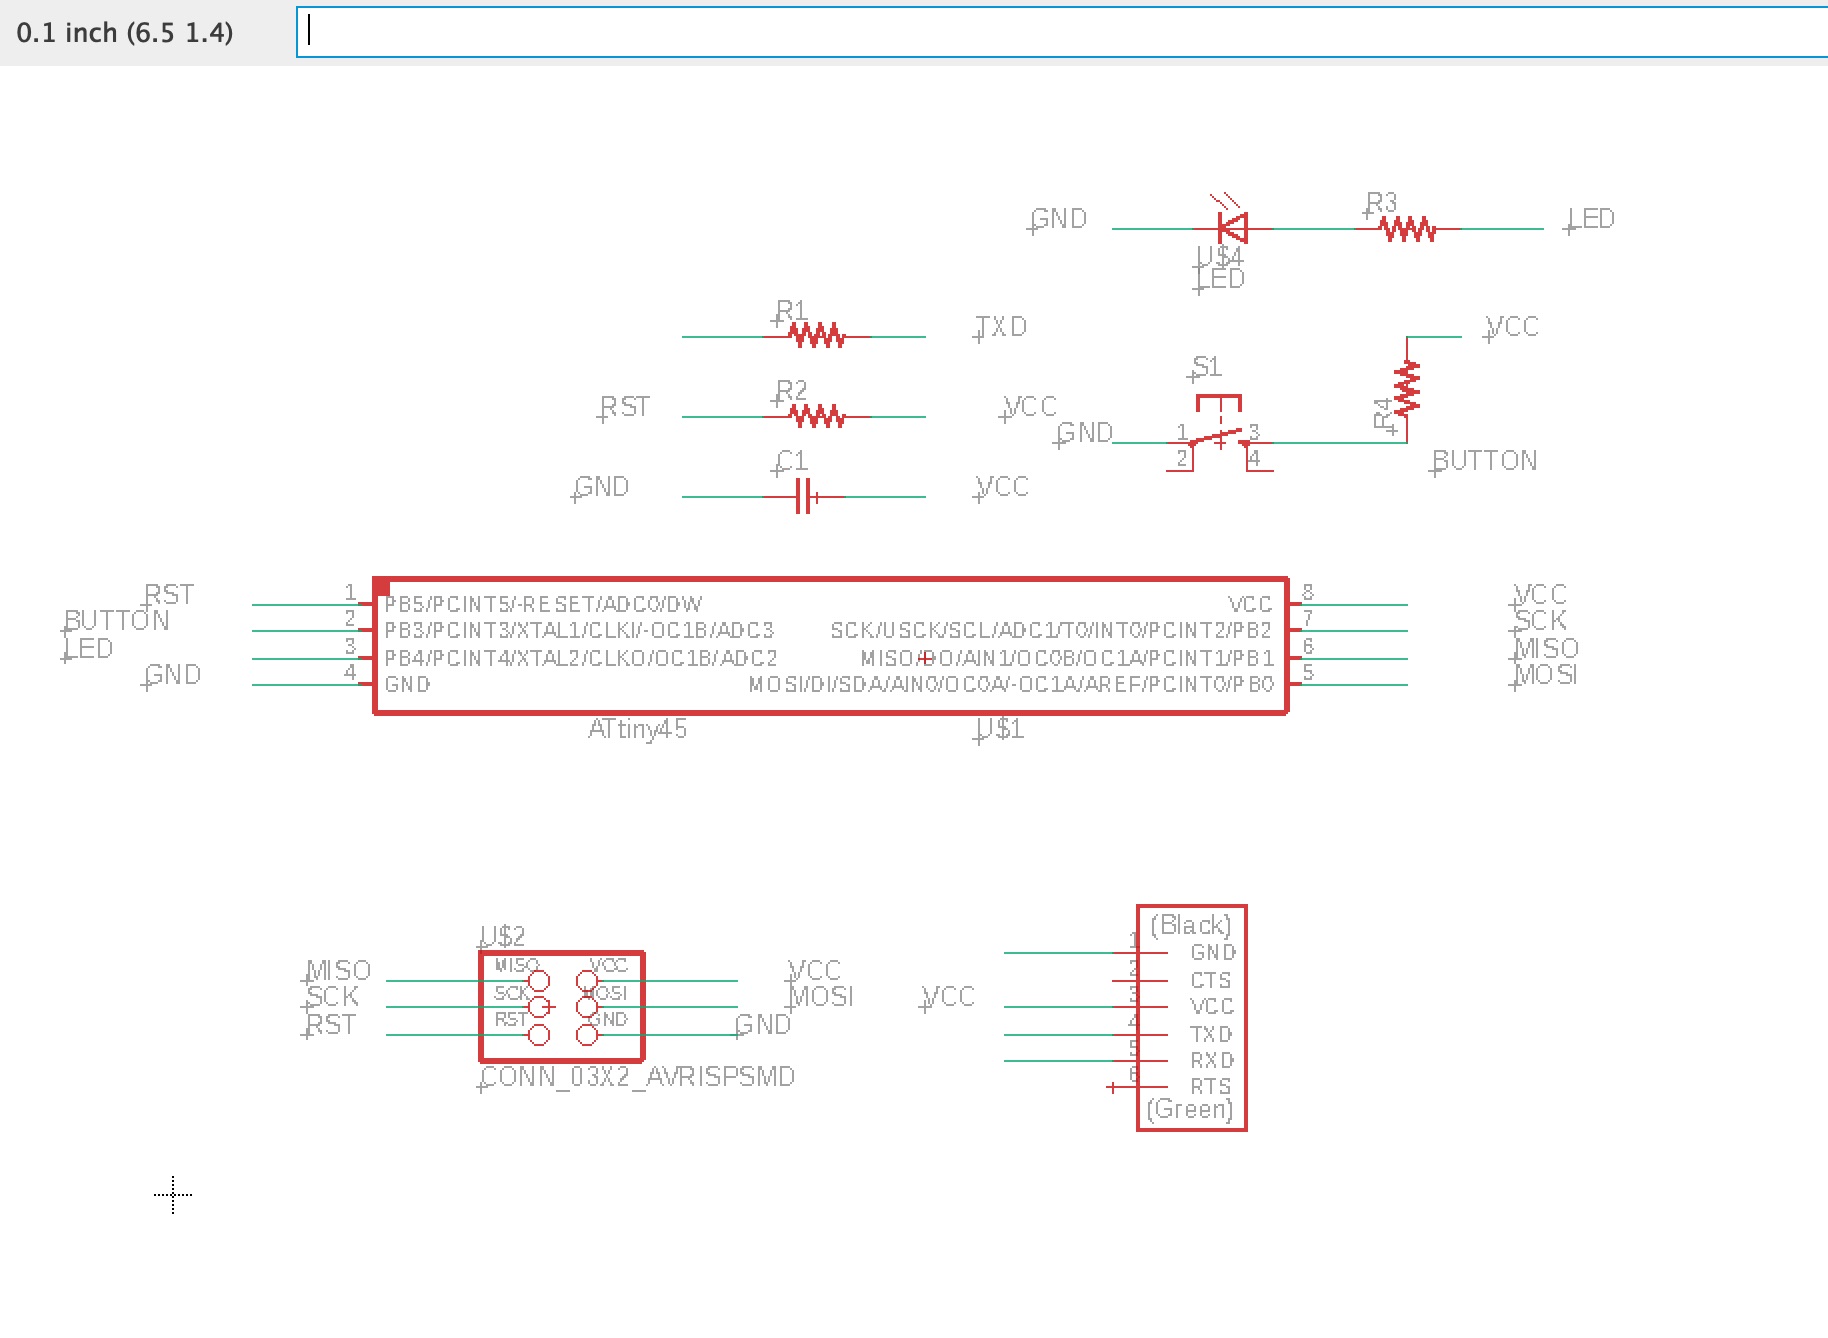 0.1 inch (6.5 1.4)
GND
R3
LED
U$4
LED
R1
TXD
VCC
S1
R2
RST
VCC
R4
GND
1
3
2
4
BUTTON
C1
GND
VCC
RST
1
PB5/PCINT5/-RESET/ADC0/DW
VCC
8
VCC
BUTTON
2
PB3/PCINT3/XTAL1/CLKI/-OC1B/ADC3
SCK/USCK/SCL/ADC1/T0/INT0/PCINT2/PB2
7
SCK
LED
3
PB4/PCINT4/XTAL2/CLKO/OC1B/ADC2
MISO/DO/AIN1/OC0B/OC1A/PCINT1/PB1
6
MISO
GND
4
GND
MOSI/DI/SDA/AIN0/OC0A/-OC1A/AREF/PCINT0/PB0
5
MOSI
ATtiny45
U$1
U$2
MISO
MISO
VCC
VCC
SCK
SCK
MOSI
MOSI
RST
RST
GND
GND
CONN_03X2_AVRISPSMD
(Black)
1
GND
2
CTS
VCC
3
VCC
4
TXD
5
RXD
6
RTS
(Green)